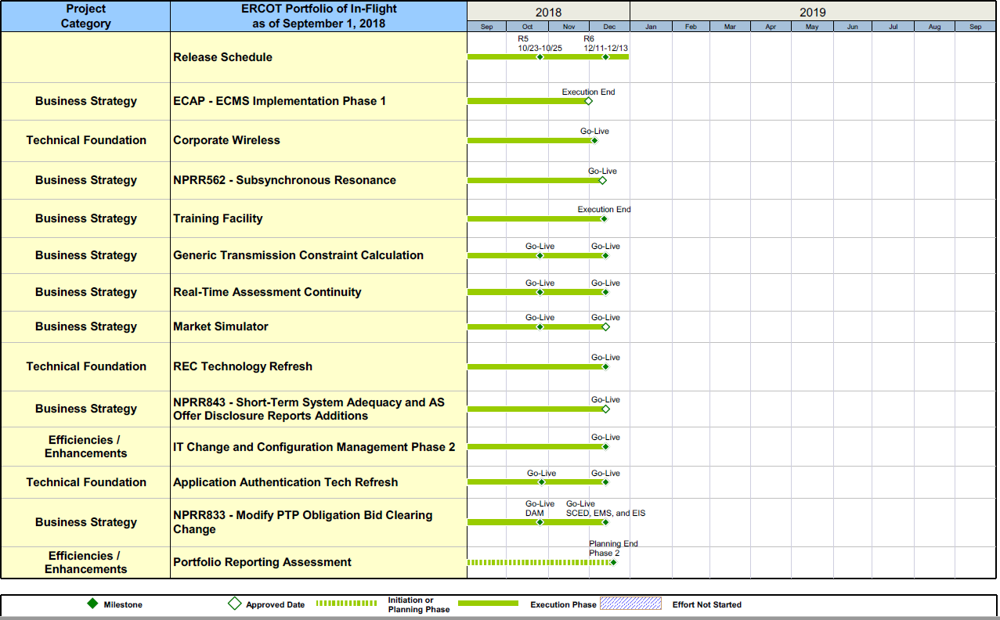 Project
Category
ERCOT Portfolio of In-Flight
as of September 1, 2018
2018
2019
Sep
Oct
Nov
Dec
Jan
Feb
Mar
Apr
May
Jun
Jul
Aug
Sep
Release Schedule
R5
10/23-10/25
R6
12/11-12/13
Business Strategy
ECAP - ECMS Implementation Phase 1
Execution End
Technical Foundation
Corporate Wireless
Go-Live
Business Strategy
NPRR562 - Subsynchronous Resonance
Go-Live
Business Strategy
Training Facility
Execution End
Business Strategy
Generic Transmission Constraint Calculation
Go-Live
Go-Live
Business Strategy
Real-Time Assessment Continuity
Go-Live
Go-Live
Business Strategy
Market Simulator
Go-Live
Go-Live
Technical Foundation
REC Technology Refresh
Go-Live
Business Strategy
NPRR843 - Short-Term System Adequacy and AS
Offer Disclosure Reports Additions
Go-Live
Efficiencies /
Enhancements
IT Change and Configuration Management Phase 2
Go-Live
Technical Foundation
Application Authentication Tech Refresh
Go-Live
Go-Live
Business Strategy
NPRR833 - Modify PTP Obligation Bid Clearing
Change
Go-Live
DAM
Go-Live
SCED, EMS, and EIS
Efficiencies /
Enhancements
Portfolio Reporting Assessment
Planning End
Phase 2
Milestone
Approved Date
Initiation or
Planning Phase
Execution Phase
Effort Not Started